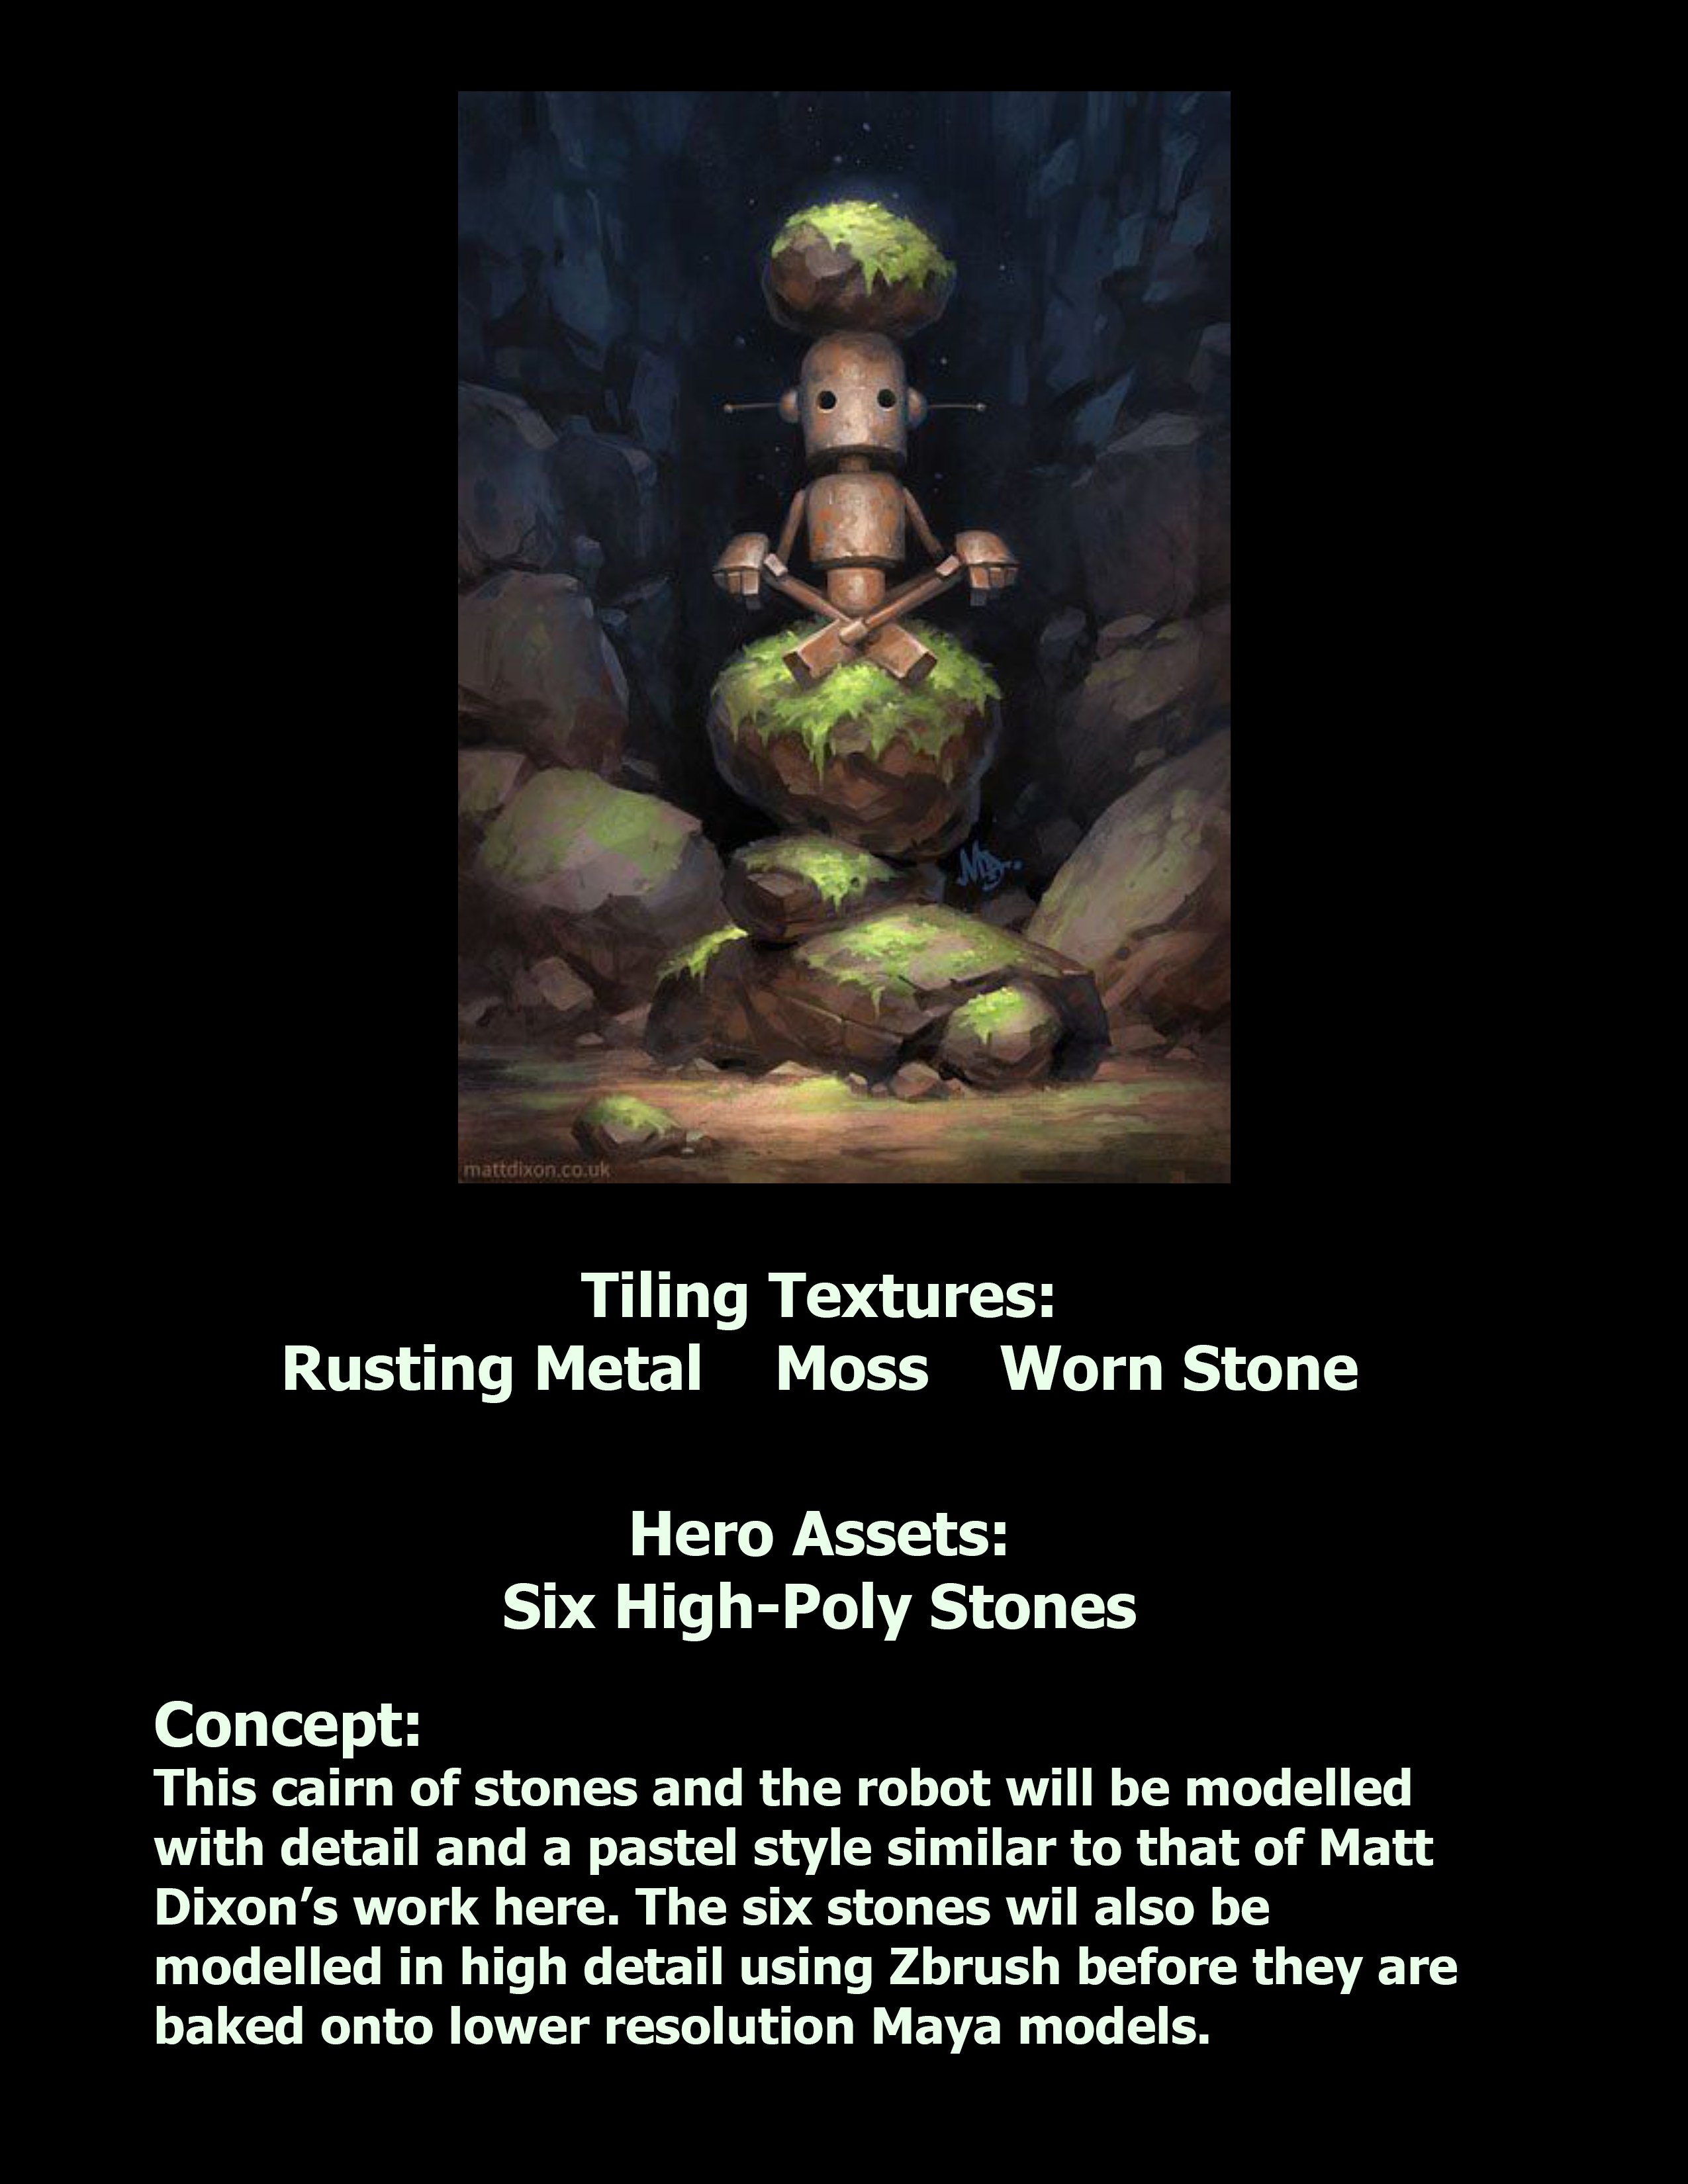 MD.
mattdixon.co.uk
Tiling Textures:
Rusting Metal Moss Worn Stone
Hero Assets:
Six High-Poly Stones
Concept:
This cairn of stones and the robot will be modelled
with detail and a pastel style similar to that of Matt
Dixon’s work here. The six stones wil also be
modelled in high detail using Zbrush before they are
baked onto lower resolution Maya models.